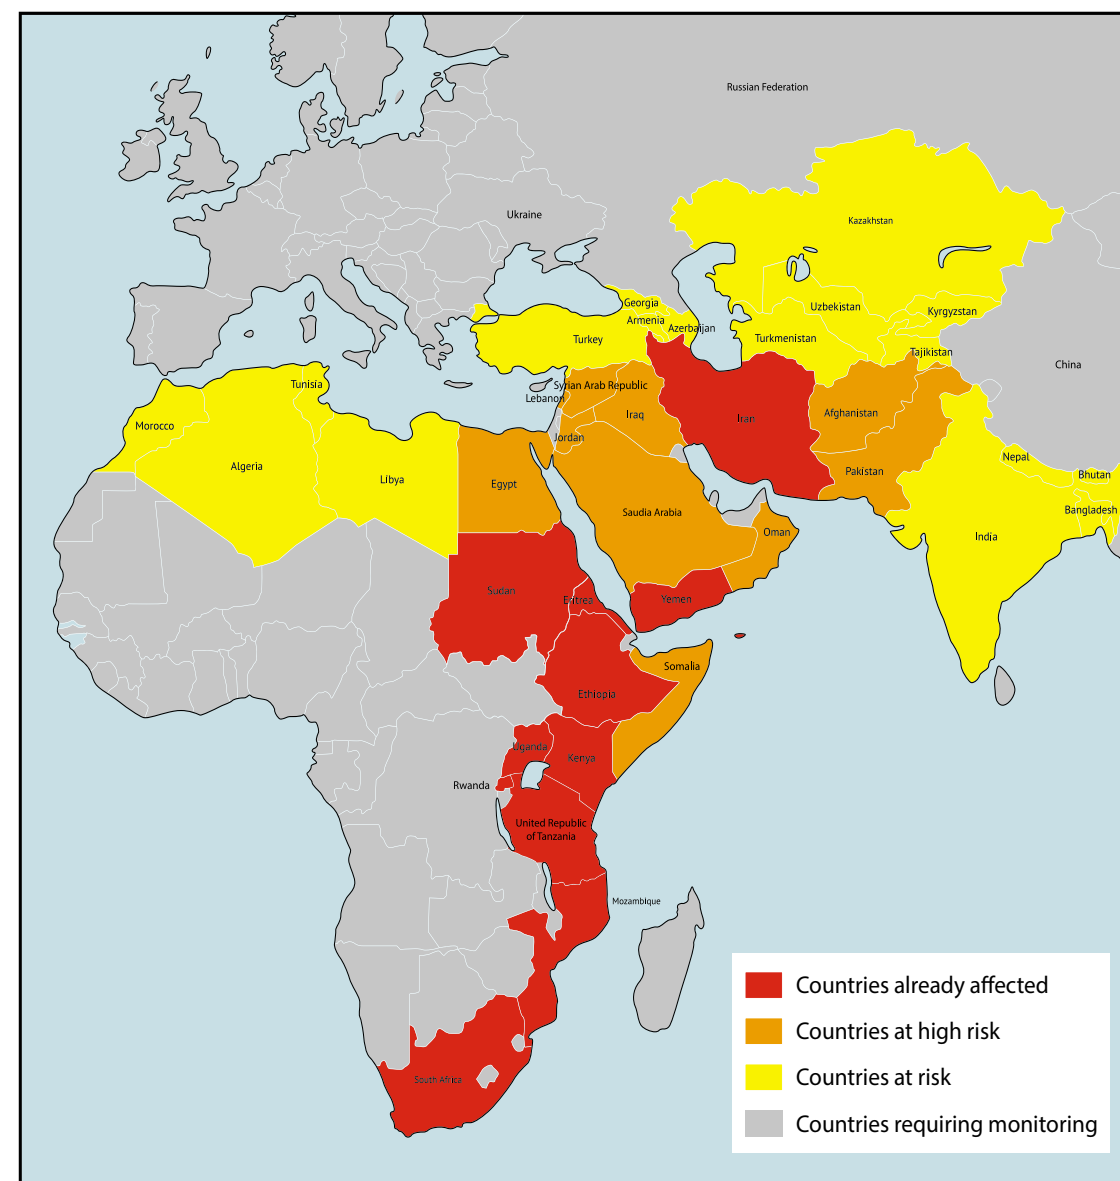 Russian Federation
Kazakhstan
Ukraine
Georgia
Uzbekistan
Kyrgyzstan
Armenia
Azerbaijan
Turkey
Turkmenistan
Tajikistan
China
Tunisia
Syrian Arab Republic
Lebanon
Iraq
Iran
Afghanistan
Morocco
Jordan
Nepal
Algeria
Libya
Egypt
Pakistan
Bhutan
Saudia Arabia
Bangladesh
Oman
India
Sudan
Eritrea
Yemen
Somalia
Ethiopia
Uganda
Kenya
Rwanda
United Republic
of Tanzania
Mozambique
South Africa
Countries already affected
Countries at high risk
Countries at risk
Countries requiring monitoring